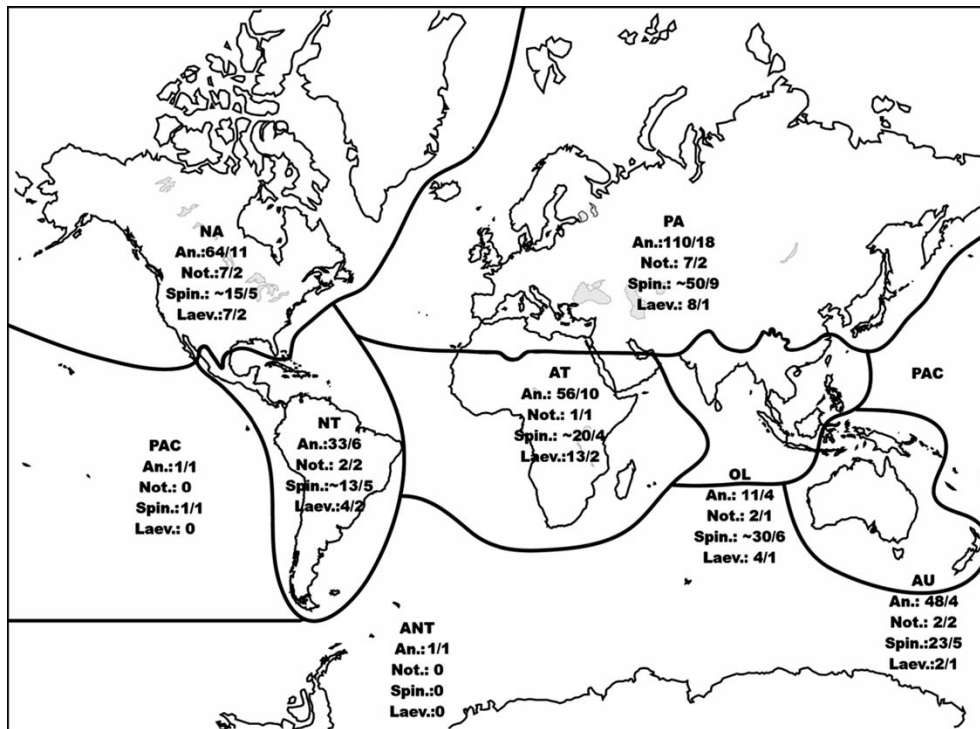 NA
An.:64/11
Not.:7/2
Spin.: ~15/5
Laev.:7/2
PA
An.:110/18
Not.: 7/2
Spin.: ~50/9
Laev.: 8/1
PAC
AT
An.: 56/10
Not.: 1/1
Spin.: ~20/4
Laev.:13/2
NT
An.:33/6
Not.: 2/2
Spin.:~13/5
Laev.:4/2
PAC
An.:1/1
Not.: 0
Spin.:1/1
Laev.: 0
OL
An.: 11/4
Not.: 2/1
Spin.: ~30/6
Laev.: 4/1
AU
An.: 48/4
Not.: 2/2
Spin.:23/5
Laev.:2/1
ANT
An.:1/1
Not.: 0
Spin.:0
Laev.:0